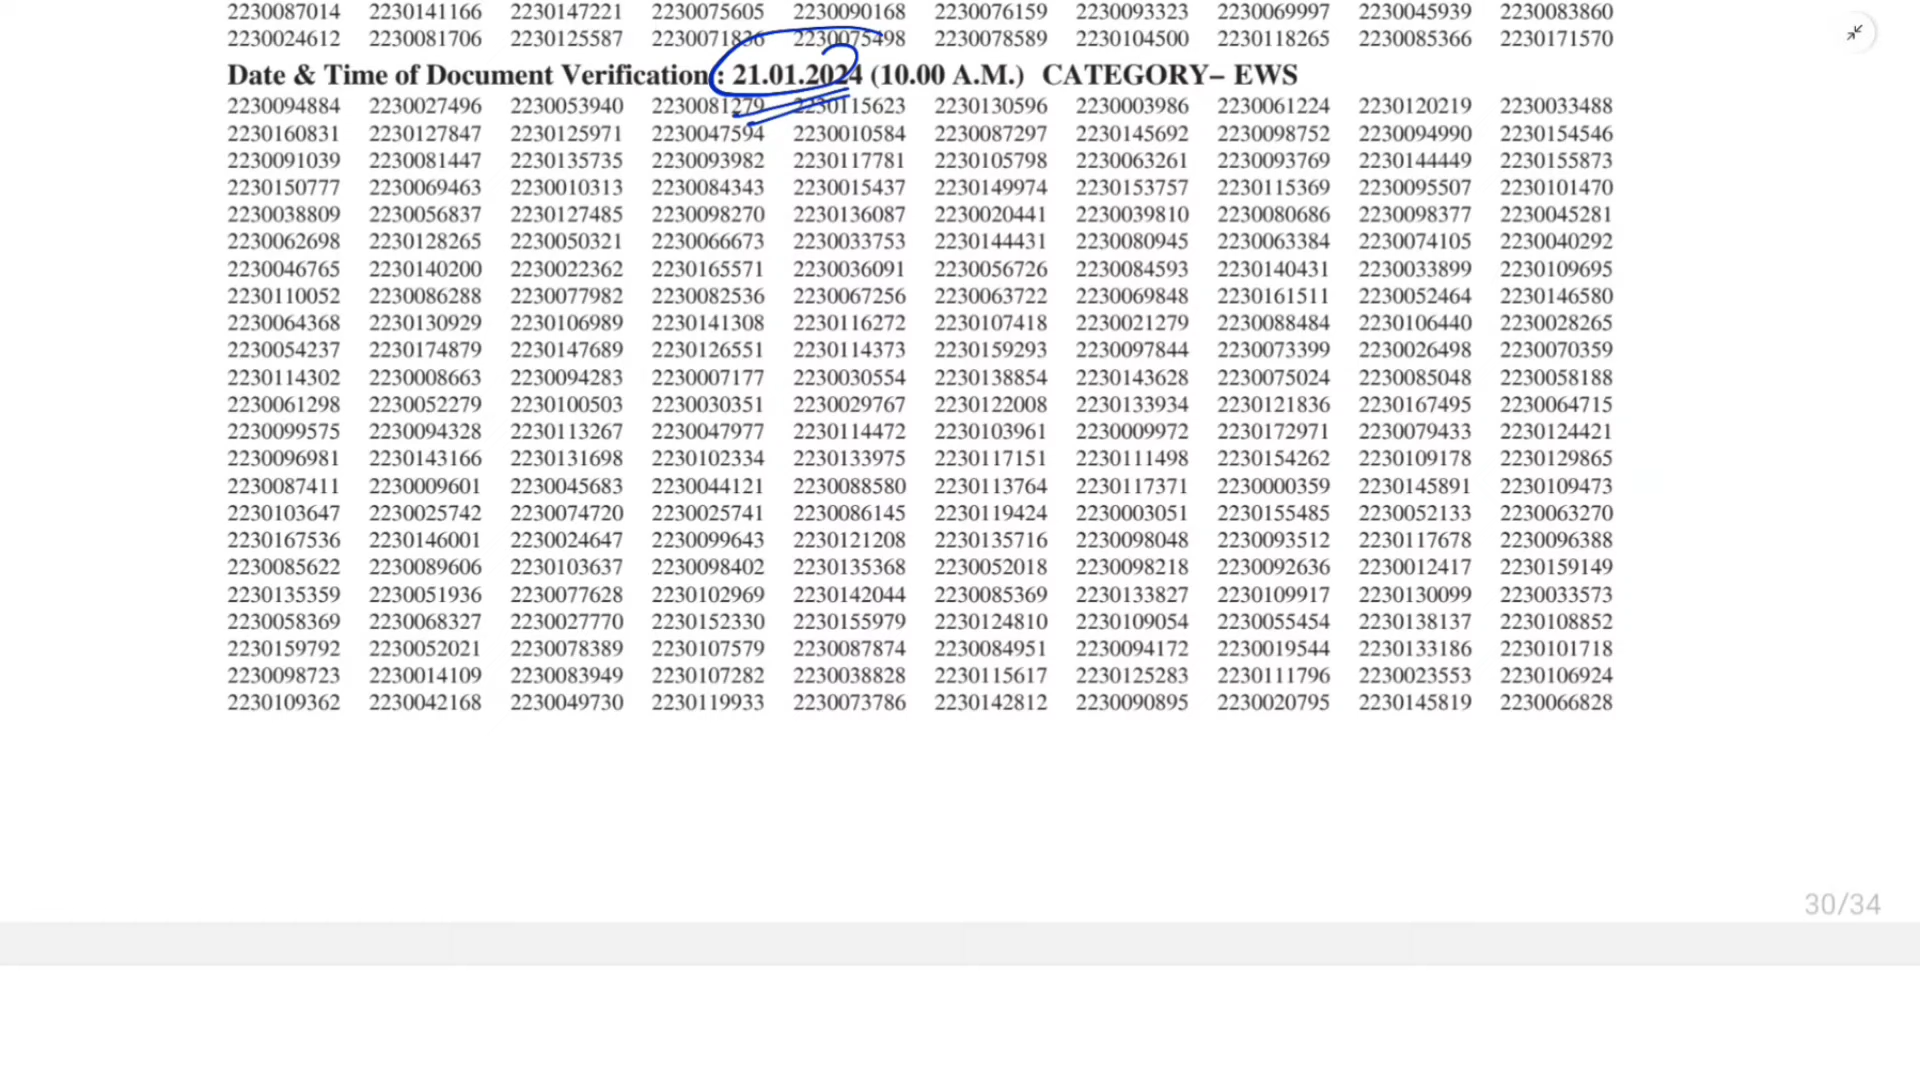 2230087014 2230141166 2230147221 2230075605 2230090168 2230076159 2230093323 2230069997 2230045939 2230083860
2230024612 2230081706 2230125587 2230071836 2230075498 2230078589 2230104500 2230118265 2230085366 2230171570
Date & Time of Document Verification : 21.01.2024 (10.00 A.M.) CATEGORY– EWS
2230094884 2230027496 2230053940 2230081279 2230115623 2230130596 2230003986 2230061224 2230120219 2230033488
2230160831 2230127847 2230125971 2230047594 2230010584 2230087297 2230145692 2230098752 2230094990 2230154546
2230091039 2230081447 2230135735 2230093982 2230117781 2230105798 2230063261 2230093769 2230144449 2230155873
2230150777 2230069463 2230010313 2230084343 2230015437 2230149974 2230153757 2230115369 2230095507 2230101470
2230038809 2230056837 2230127485 2230098270 2230136087 2230020441 2230039810 2230080686 2230098377 2230045281
2230062698 2230128265 2230050321 2230066673 2230033753 2230144431 2230080945 2230063384 2230074105 2230040292
2230046765 2230140200 2230022362 2230165571 2230036091 2230056726 2230084593 2230140431 2230033899 2230109695
2230110052 2230086288 2230077982 2230082536 2230067256 2230063722 2230069848 2230161511 2230052464 2230146580
2230064368 2230130929 2230106989 2230141308 2230116272 2230107418 2230021279 2230088484 2230106440 2230028265
2230054237 2230174879 2230147689 2230126551 2230114373 2230159293 2230097844 2230073399 2230026498 2230070359
2230114302 2230008663 2230094283 2230007177 2230030554 2230138854 2230143628 2230075024 2230085048 2230058188
2230061298 2230052279 2230100503 2230030351 2230029767 2230122008 2230133934 2230121836 2230167495 2230064715
2230099575 2230094328 2230113267 2230047977 2230114472 2230103961 2230009972 2230172971 2230079433 2230124421
2230096981 2230143166 2230131698 2230102334 2230133975 2230117151 2230111498 2230154262 2230109178 2230129865
2230087411 2230009601 2230045683 2230044121 2230088580 2230113764 2230117371 2230000359 2230145891 2230109473
2230103647 2230025742 2230074720 2230025741 2230086145 2230119424 2230003051 2230155485 2230052133 2230063270
2230167536 2230146001 2230024647 2230099643 2230121208 2230135716 2230098048 2230093512 2230117678 2230096388
2230085622 2230089606 2230103637 2230098402 2230135368 2230052018 2230098218 2230092636 2230012417 2230159149
2230135359 2230051936 2230077628 2230102969 2230142044 2230085369 2230133827 2230109917 2230130099 2230033573
2230058369 2230068327 2230027770 2230152330 2230155979 2230124810 2230109054 2230055454 2230138137 2230108852
2230159792 2230052021 2230078389 2230107579 2230087874 2230084951 2230094172 2230019544 2230133186 2230101718
2230098723 2230014109 2230083949 2230107282 2230038828 2230115617 2230125283 2230111796 2230023553 2230106924
2230109362 2230042168 2230049730 2230119933 2230073786 2230142812 2230090895 2230020795 2230145819 2230066828
30/34